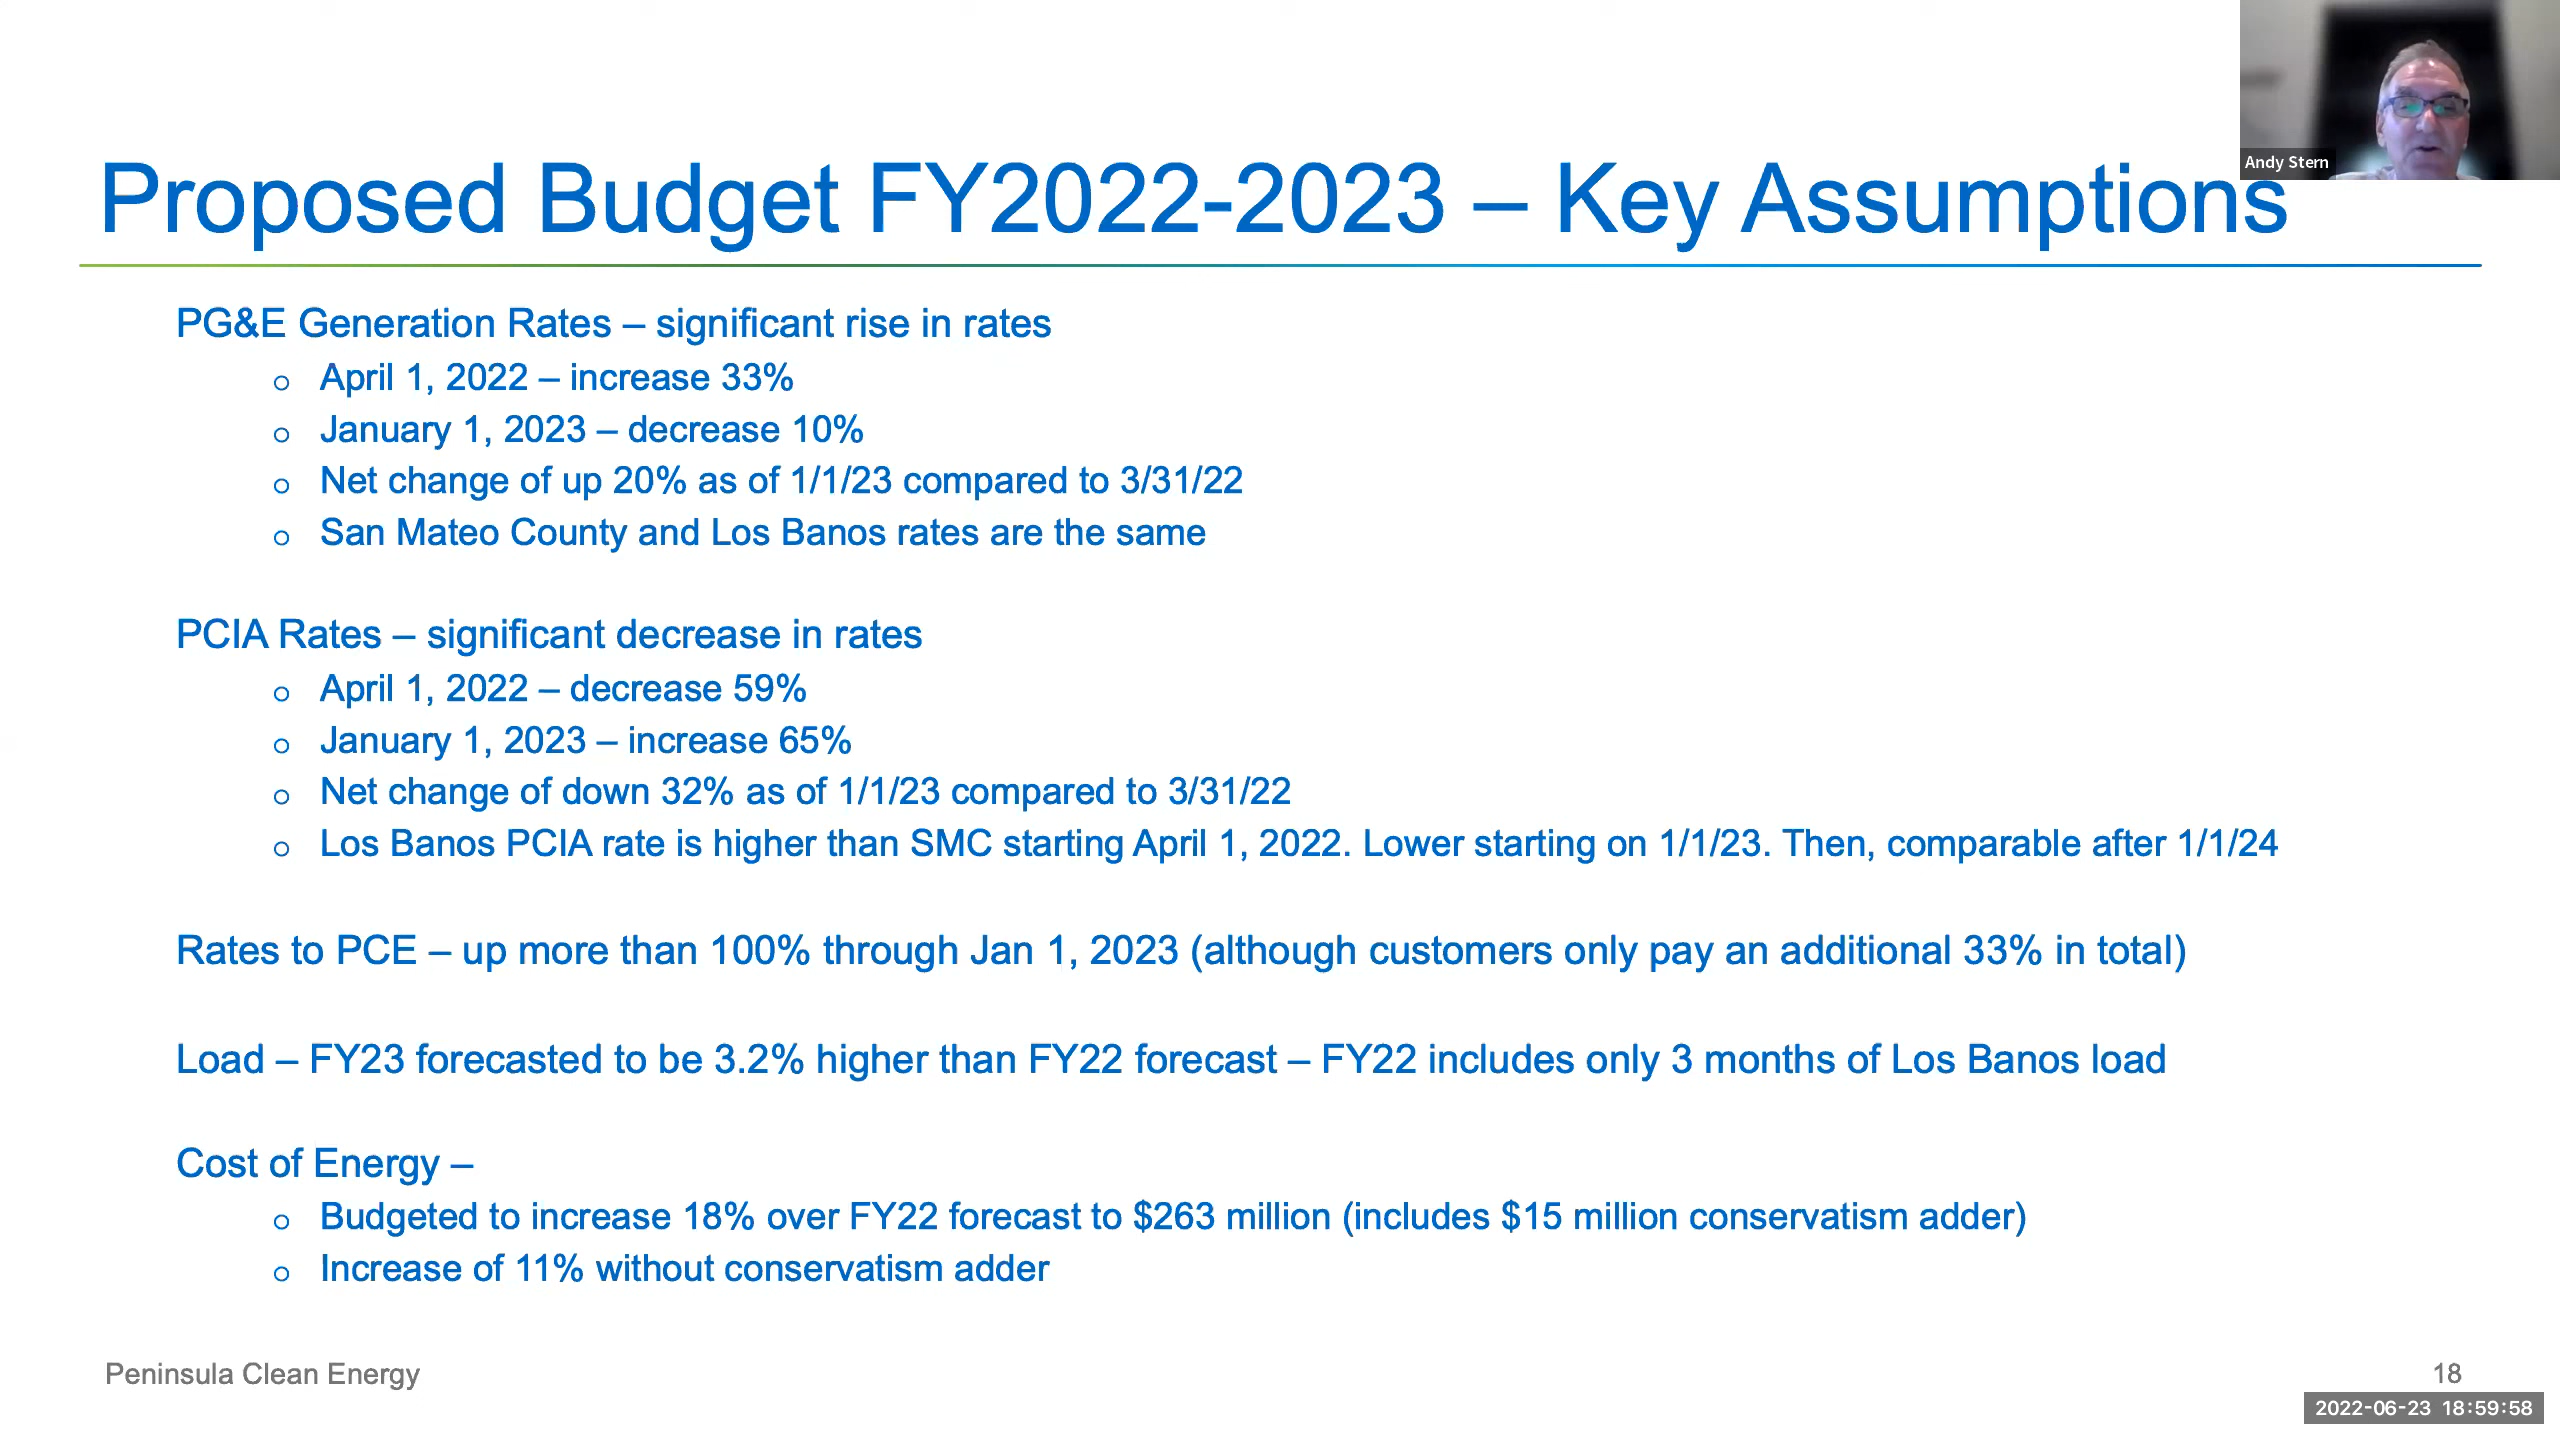 Andy Stern
Proposed Budget FY2022-2023 – Key Assumptions
PG&E Generation Rates – significant rise in rates
o April 1, 2022 – increase 33%
o January 1, 2023 – decrease 10%
o Net change of up 20% as of 1/1/23 compared to 3/31/22
o San Mateo County and Los Banos rates are the same
PCIA Rates – significant decrease in rates
o April 1, 2022 – decrease 59%
o January 1, 2023 – increase 65%
o Net change of down 32% as of 1/1/23 compared to 3/31/22
o Los Banos PCIA rate is higher than SMC starting April 1, 2022. Lower starting on 1/1/23. Then, comparable after 1/1/24
Rates to PCE – up more than 100% through Jan 1, 2023 (although customers only pay an additional 33% in total)
Load – FY23 forecasted to be 3.2% higher than FY22 forecast – FY22 includes only 3 months of Los Banos load
Cost of Energy –
o Budgeted to increase 18% over FY22 forecast to $263 million (includes $15 million conservatism adder)
o Increase of 11% without conservatism adder
Peninsula Clean Energy
18
2022-06-23 18:59:58